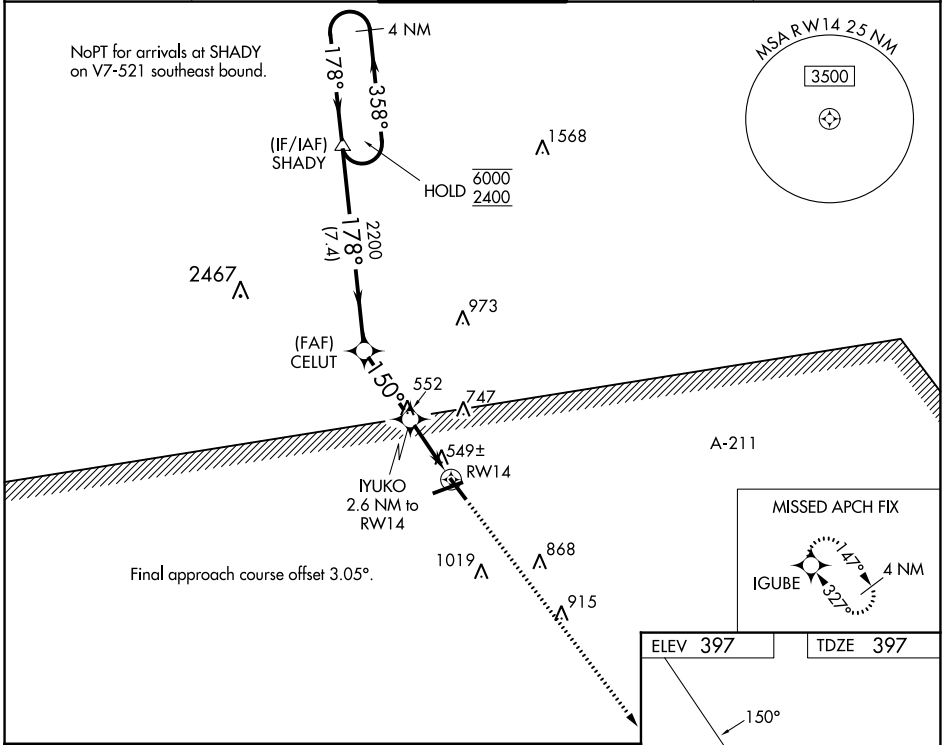 NoPT for arrivals at SHADY
on V7-521 southeast bound.
4 NM
178°
358°
MSA RW14 25 NM
3500
(IF/IAF)
SHADY
1568
HOLD
6000
2400
2200
178°
(7.4)
2467
973
(FAF)
CELUT
150°
552
747
A-211
549±
RW14
IYUKO
2.6 NM to
RW14
MISSED APCH FIX
147°
4 NM
IGUBE
327°
Final approach course offset 3.05°.
1019
868
915
ELEV 397
TDZE 397
150°